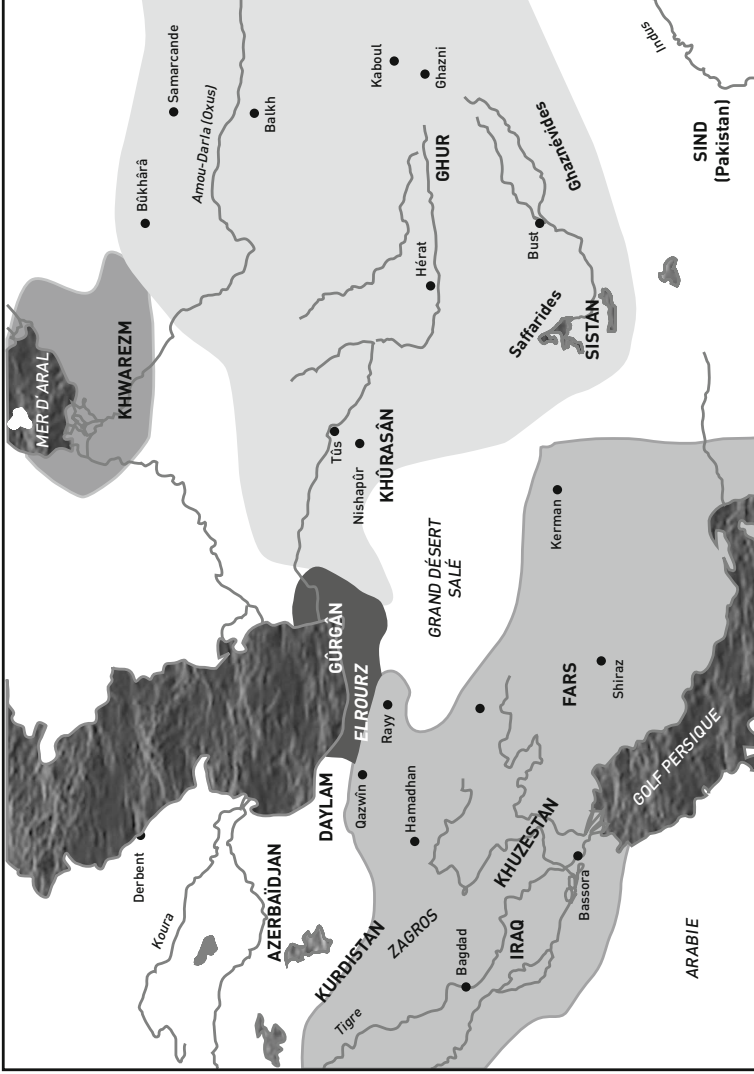 MER D'ARAL
KHWAREZM
Bûkhârâ
Samarcande
Amou-Darla (Oxus)
Balkh
Kaboul
Ghazni
Indus
SIND
(Pakistan)
GHUR
Ghaznévides
Hérat
Bust
Saffarides
SISTAN
Tûs
Nishapûr
KHÛRASÂN
GRAND DÉSERT
SALÉ
Kerman
GÛRGÂN
ELROURZ
Rayy
FARS
Shiraz
GOLF PERSIQUE
DAYLAM
Qazwîn
Hamadhan
KHUZESTAN
Derbent
Koura
AZERBAÏDJAN
KURDISTAN
ZAGROS
Tigre
Bagdad
IRAQ
Bassora
ARABIE